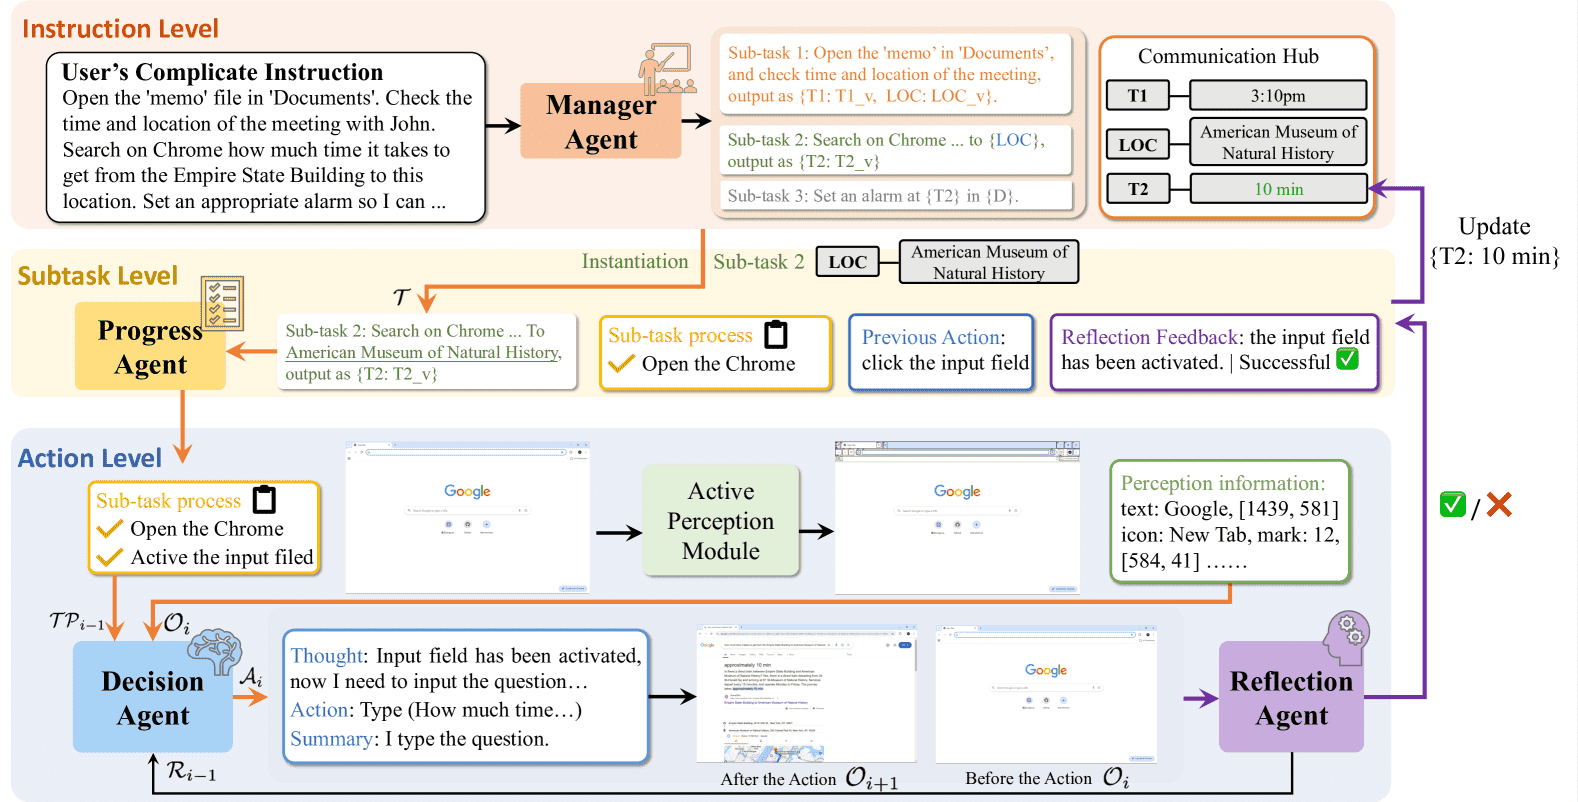 Instruction Level
User's Complicate Instruction
Open the 'memo' file in 'Documents'. Check the
time and location of the meeting with John.
Search on Chrome how much time it takes to
get from the Empire State Building to this
location. Set an appropriate alarm so I can ...
Manager
Agent
Sub-task 1: Open the 'memo' in 'Documents',
and check time and location of the meeting,
output as {T1: T1_v, LOC: LOC_v}.
Sub-task 2: Search on Chrome ... to {LOC},
output as {T2: T2_v}
Sub-task 3: Set an alarm at {T2} in {D}.
Communication Hub
T1 3:10pm
LOC American Museum of
Natural History
T2 10 min
Update
{T2: 10 min}
Subtask Level
Instantiation Sub-task 2 LOC American Museum of
Natural History
𝒯
Progress
Agent
Sub-task 2: Search on Chrome ... To
American Museum of Natural History,
output as {T2: T2_v}
Sub-task process
Open the Chrome
Previous Action:
click the input field
Reflection Feedback: the input field
has been activated. | Successful
Action Level
Sub-task process
Open the Chrome
Active the input filed
Google
Active
Perception
Module
Google
Perception information:
text: Google, [1439, 581]
icon: New Tab, mark: 12,
[584, 41] ......
/
𝒯𝒫i−1
𝒪i
Decision
Agent
𝒜i
Thought: Input field has been activated,
now I need to input the question...
Action: Type (How much time...)
Summary: I type the question.
Google
approximately 10 min
Google
Reflection
Agent
ℛi−1
After the Action 𝒪i+1
Before the Action 𝒪i